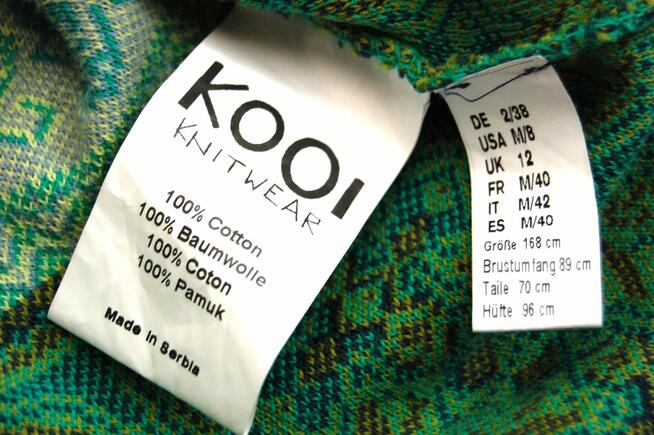 KOOI
KNITWEAR
100% Cotton
100% Baumwolle
100% Coton
100% Pamuk
Made in Serbia
DE 2/38
USA M/8
UK 12
FR M/40
IT M/42
ES M/40
Größe 168 cm
Brustumfang 89 cm
Taile 70 cm
Hüfte 96 cm